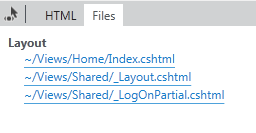 HTML Files
Layout
~/Views/Home/Index.cshtml
~/Views/Shared/_Layout.cshtml
~/Views/Shared/_LogOnPartial.cshtml